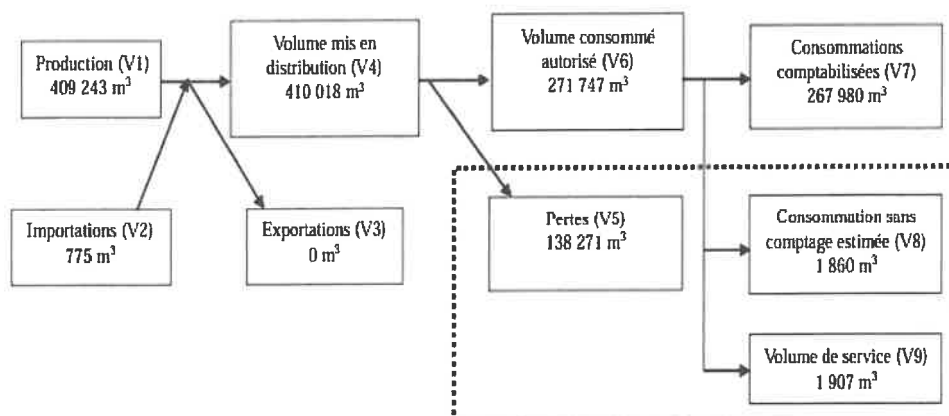 Production (V1)
409 243 m³
Volume mis en
distribution (V4)
410 018 m³
Volume consommé
autorisé (V6)
271 747 m³
Consommations
comptabilisées (V7)
267 980 m³
Importations (V2)
775 m³
Exportations (V3)
0 m³
Pertes (V5)
138 271 m³
Consommation sans
comptage estimée (V8)
1 860 m³
Volume de service (V9)
1 907 m³